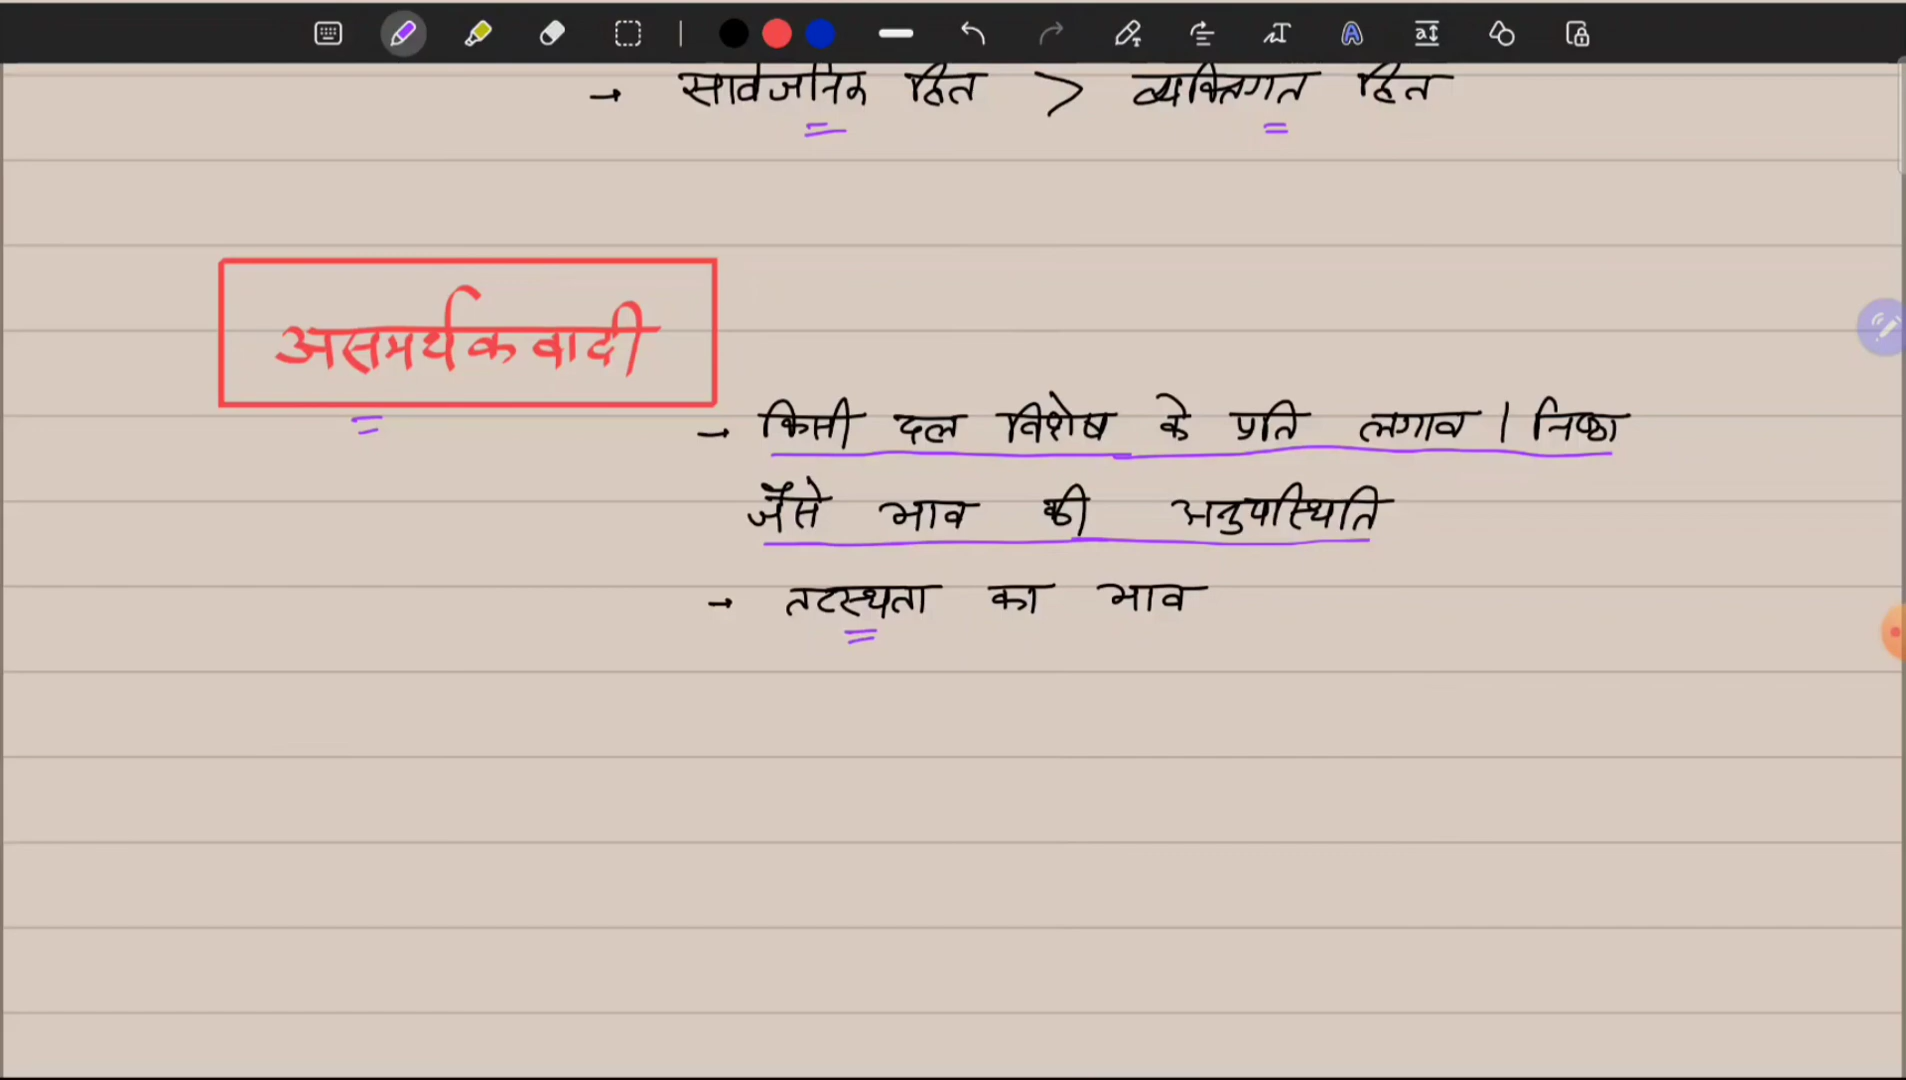 → सार्वजनिक हित > व्यक्तिगत हित
असमर्थकवादी
→ किसी दल विशेष के प्रति लगाव / निष्ठा
जैसे भाव की अनुपस्थिति
→ तटस्थता का भाव